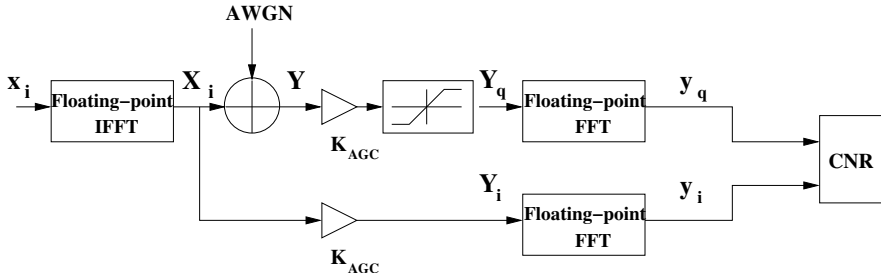 AWGN
x i
Floating-point
IFFT
X i
Y
K AGC
Y q
Floating-point
FFT
y q
CNR
K AGC
Y i
Floating-point
FFT
y i